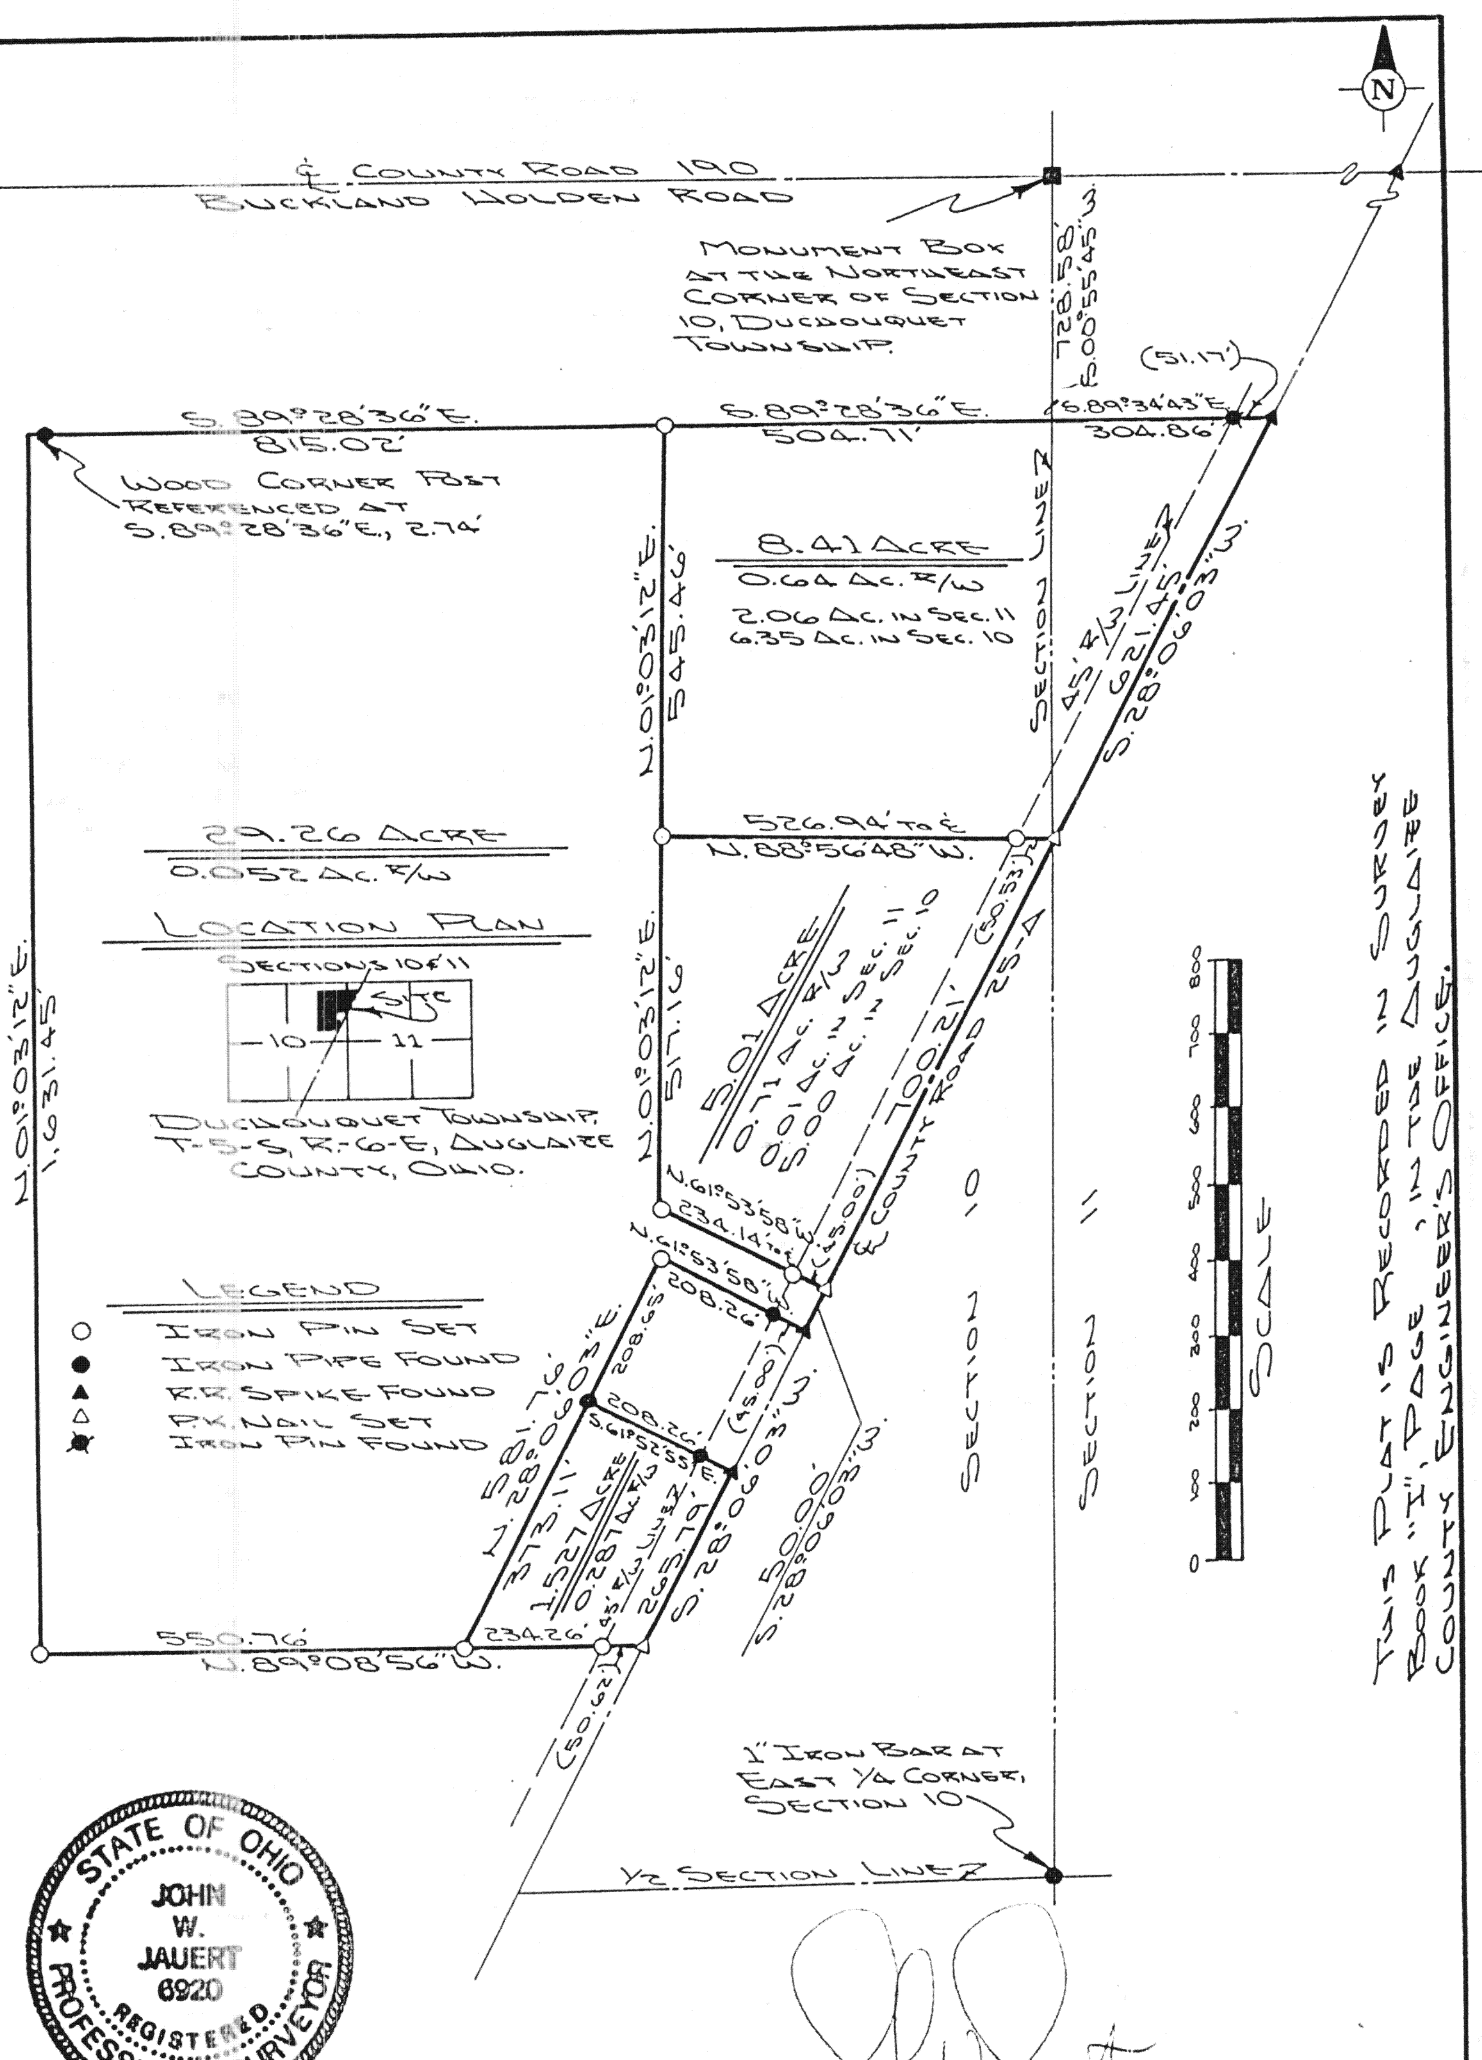 N
℄ COUNTY ROAD 190
BUCKLAND HOLDEN ROAD
MONUMENT BOX
AT THE NORTHEAST
CORNER OF SECTION
10, DUCHOUQUET
TOWNSHIP.
728.58'
S.00°55'45"W.
(51.17')
S. 89°28'36"E.
815.02'
S.89°28'36"E.
504.71'
S.89°34'43"E.
304.86'
WOOD CORNER POST
REFERENCED AT
S.89°28'36"E., 2.74'
N.01°03'12"E.
545.46'
8.41 ACRE
0.64 AC. R/W
2.06 AC. IN SEC. 11
6.35 AC. IN SEC. 10
SECTION LINE
45' R/W LINE
621.45'
S.28°06'03"W.
29.26 ACRE
0.052 AC. R/W
526.94' TO ℄
N.88°56'48"W.
(50.53')
LOCATION PLAN
SECTIONS 10 & 11
SITE
10
11
DUCHOUQUET TOWNSHIP,
T-5-S, R-6-E, AUGLAIZE
COUNTY, OHIO.
N.01°03'12"E.
1,631.45'
N.01°03'12"E.
517.16'
5.01 ACRE
0.71 AC. R/W
0.01 AC. IN SEC. 11
5.00 AC. IN SEC. 10
700.21'
℄ COUNTY ROAD 25-A
N.61°53'58"W.
234.14' TO ℄
(45.00')
N.61°53'58"W.
208.26'
LEGEND
IRON PIN SET
IRON PIPE FOUND
R.R. SPIKE FOUND
P.K. NAIL SET
IRON PIN FOUND
581.76'
N. 28°06'03"E.
208.65'
373.11'
208.26'
S.61°52'55"E.
(45.00')
1.527 ACRE
0.287 AC. R/W
45' R/W LINE
265.79'
S.28°06'03"W.
50.00'
S.28°06'03"W.
SECTION 10
SECTION 11
0 100 200 300 400 500 600 700 800
SCALE
THIS PLAT IS RECORDED IN SURVEY
BOOK "I", PAGE , IN THE AUGLAIZE
COUNTY ENGINEER'S OFFICE.
550.76'
N.89°08'56"W.
234.26'
(50.62')
1" IRON BAR AT
EAST 1/4 CORNER,
SECTION 10
1/2 SECTION LINE
STATE OF OHIO
JOHN
W.
JAUERT
6920
REGISTERED